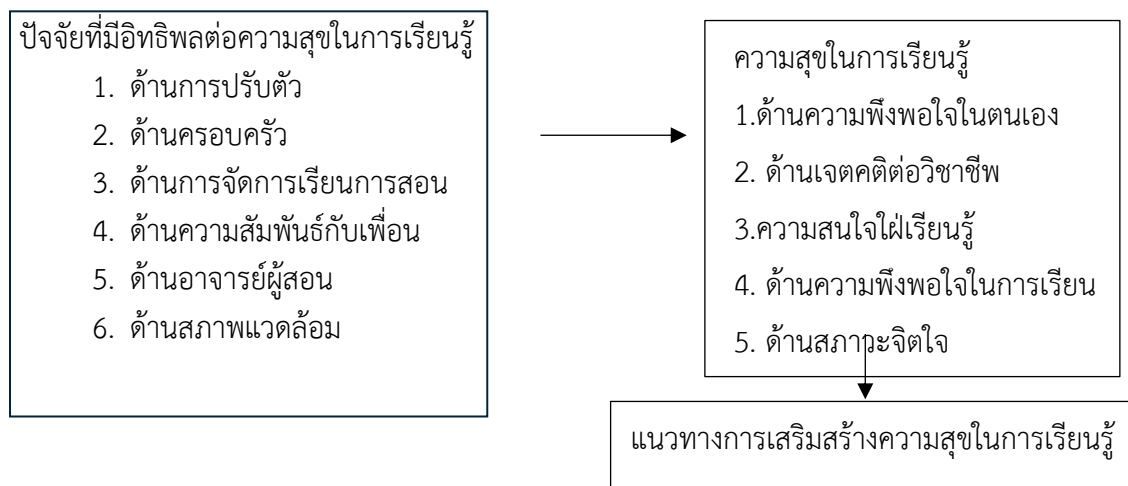 ปัจจัยที่มีอิทธิพลต่อความสุขในการเรียนรู้
1. ด้านการปรับตัว
2. ด้านครอบครัว
3. ด้านการจัดการเรียนการสอน
4. ด้านความสัมพันธ์กับเพื่อน
5. ด้านอาจารย์ผู้สอน
6. ด้านสภาพแวดล้อม
ความสุขในการเรียนรู้
1.ด้านความพึงพอใจในตนเอง
2. ด้านเจตคติต่อวิชาชีพ
3.ความสนใจใฝ่เรียนรู้
4. ด้านความพึงพอใจในการเรียน
5. ด้านสภาวะจิตใจ
แนวทางการเสริมสร้างความสุขในการเรียนรู้